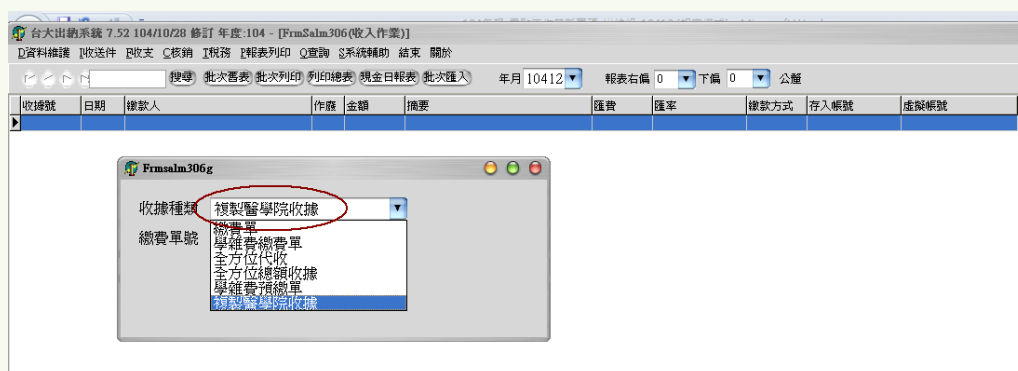 台大出納系統 7.52 104/10/28 修訂 年度:104 - [FrmSalm306(收入作業)]
D資料維護 I收送件 P收支 C核銷 T稅務 P報表列印 Q查詢 S系統輔助 結束 關於
搜尋 批次舊表 批次列印 列印總表 現金日報表 批次匯入 年月 10412 報表右偏 0 下偏 0 公釐
收據號 日期 繳款人 作廢 金額 摘要 匯費 匯率 繳款方式 存入帳號 虛擬帳號
Frmsalm306g
收據種類 複製醫學院收據
繳費單號
繳費單
學雜費繳費單
全方位代收
全方位總額收據
學雜費預繳單
複製醫學院收據